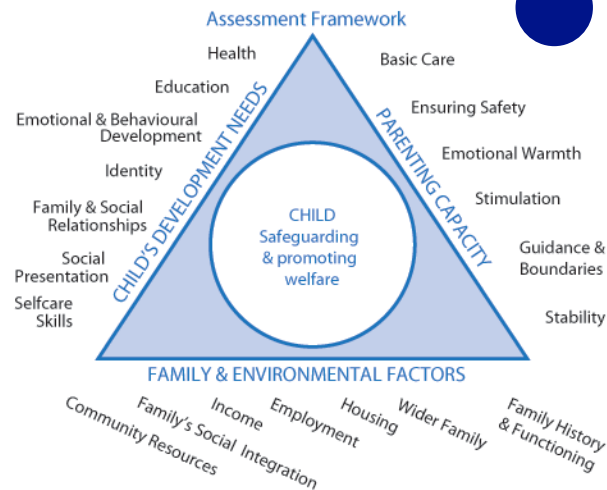 Assessment Framework
Health
Education
Emotional & Behavioural
Development
Identity
Family & Social
Relationships
Social
Presentation
Selfcare
Skills
CHILD'S DEVELOPMENT NEEDS
Basic Care
Ensuring Safety
Emotional Warmth
Stimulation
Guidance &
Boundaries
Stability
PARENTING CAPACITY
CHILD
Safeguarding
& promoting
welfare
FAMILY & ENVIRONMENTAL FACTORS
Community Resources
Family's Social Integration
Income
Employment
Housing
Wider Family
Family History
& Functioning